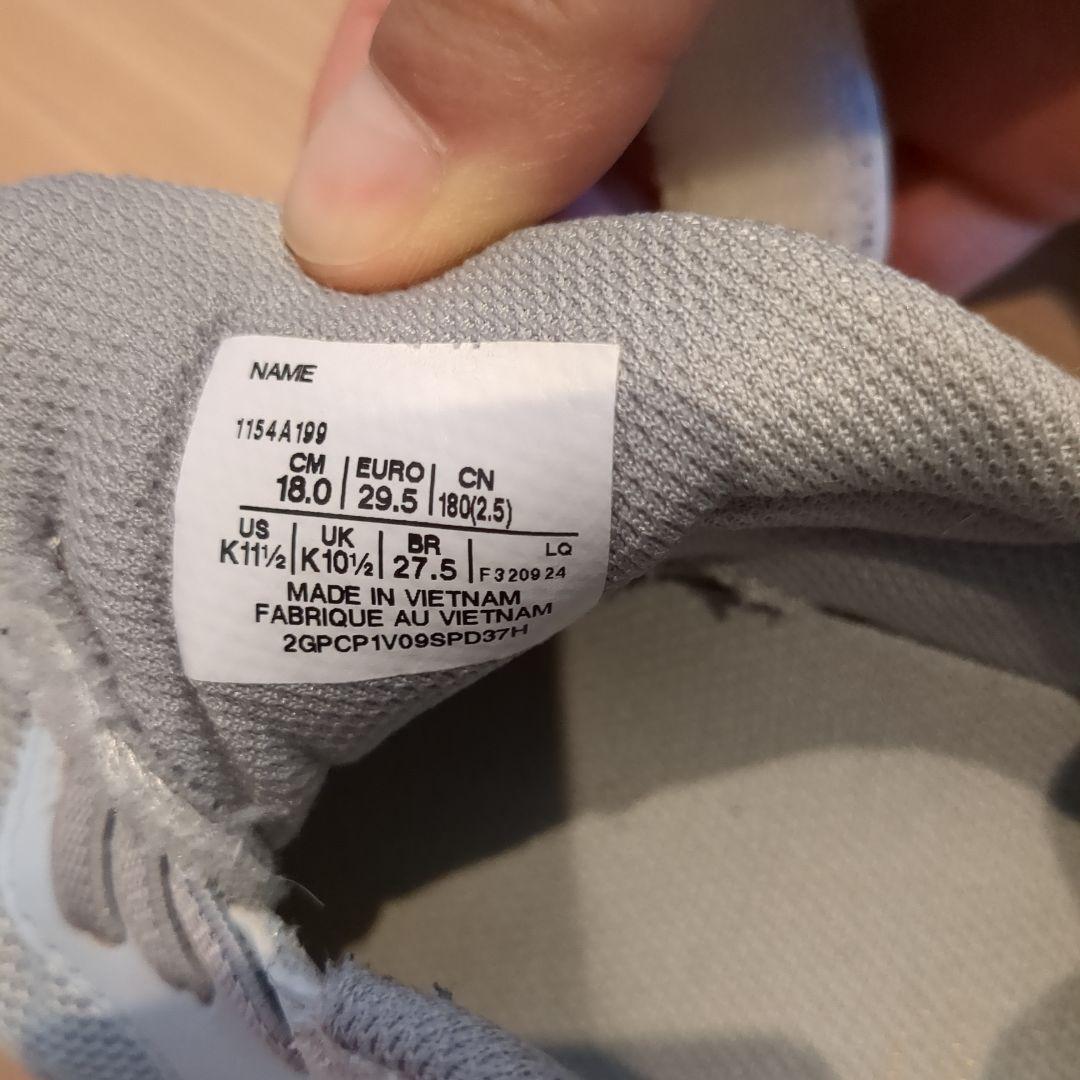 NAME
1154A199
CM | EURO | CN
18.0 | 29.5 | 180(2.5)
US | UK | BR | LQ
K11½ | K10½ | 27.5 | F320924
MADE IN VIETNAM
FABRIQUE AU VIETNAM
2GPCP1V09SPD37H